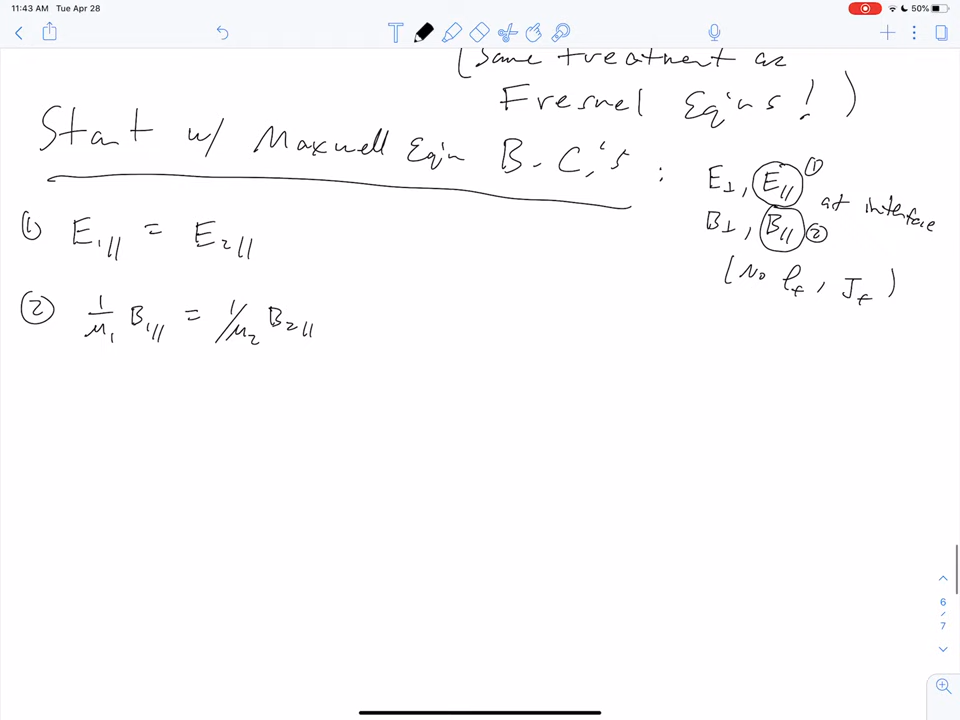 11:43 AM Tue Apr 28
50%
(Same treatment as
Fresnel Eq'ns! )
Start w/ Maxwell Eq'n B.C.'s :
E⊥, E// ① at interface
B⊥, B// ②
(No ρf, Jf)
① E1// = E2//
② 1/μ1 B1// = 1/μ2 B2//
6
/
7